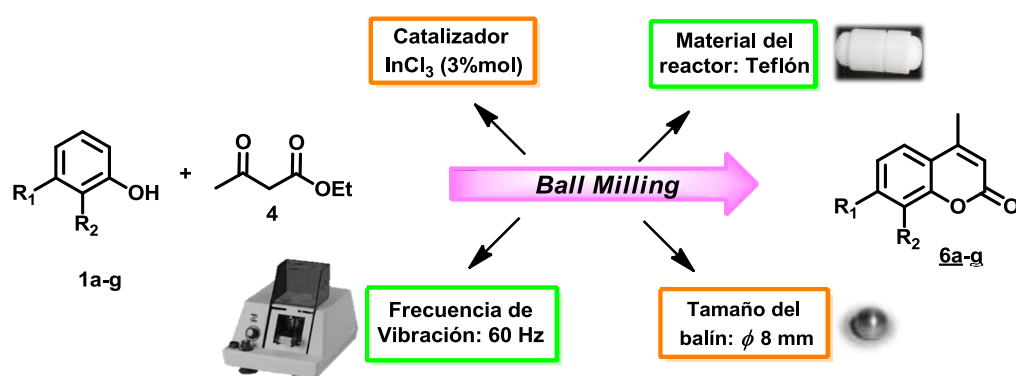 Catalizador
InCl3 (3%mol)
Material del
reactor: Teflón
R1
R2
OH
+
O
O
OEt
4
1a-g
Ball Milling
R1
R2
O
O
6a-g
Frecuencia de
Vibración: 60 Hz
Tamaño del
balín: ϕ 8 mm